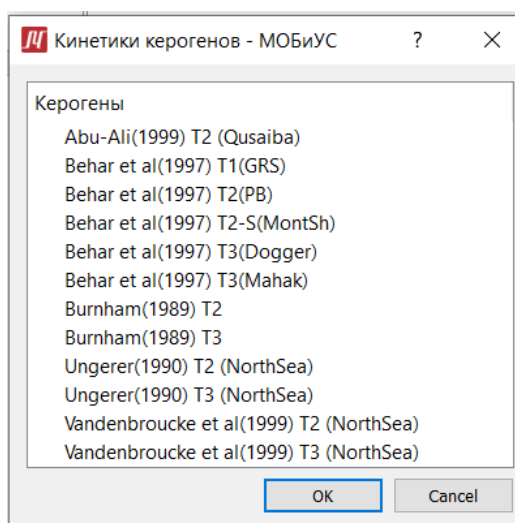 Кинетики керогенов - МОБиУС ?
Керогены
Abu-Ali(1999) T2 (Qusaiba)
Behar et al(1997) T1(GRS)
Behar et al(1997) T2(PB)
Behar et al(1997) T2-S(MontSh)
Behar et al(1997) T3(Dogger)
Behar et al(1997) T3(Mahak)
Burnham(1989) T2
Burnham(1989) T3
Ungerer(1990) T2 (NorthSea)
Ungerer(1990) T3 (NorthSea)
Vandenbroucke et al(1999) T2 (NorthSea)
Vandenbroucke et al(1999) T3 (NorthSea)
OK Cancel